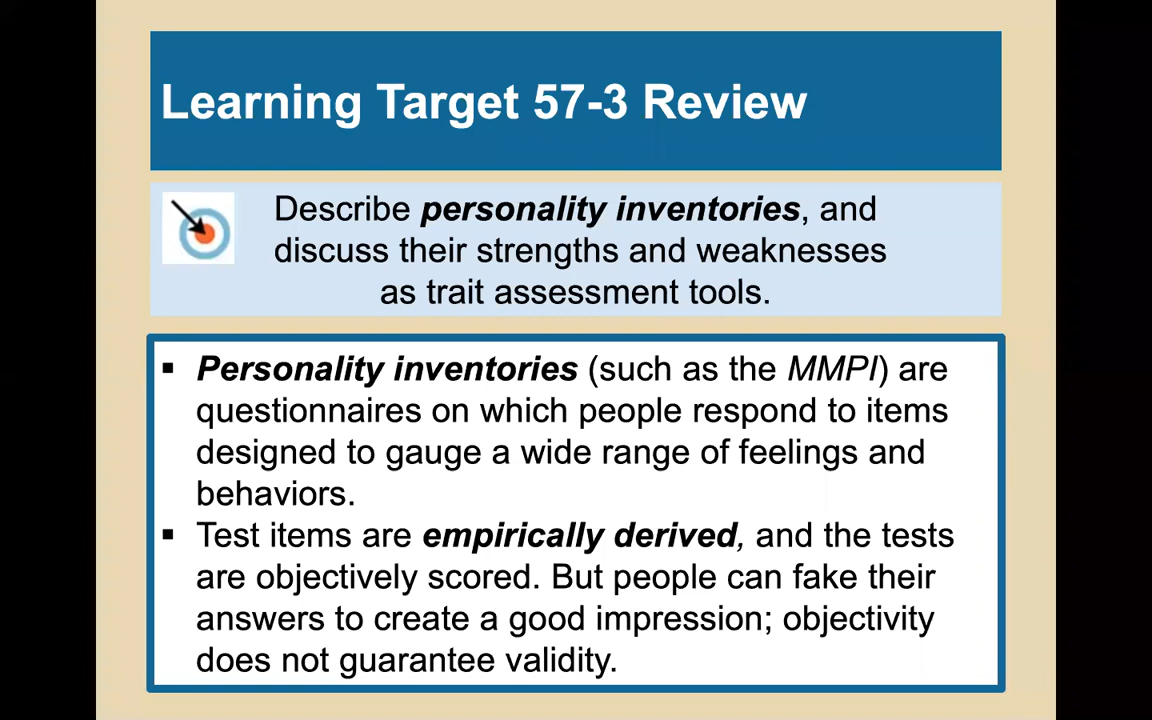 Learning Target 57-3 Review
Describe personality inventories, and
discuss their strengths and weaknesses
as trait assessment tools.
▪ Personality inventories (such as the MMPI) are
questionnaires on which people respond to items
designed to gauge a wide range of feelings and
behaviors.
▪ Test items are empirically derived, and the tests
are objectively scored. But people can fake their
answers to create a good impression; objectivity
does not guarantee validity.